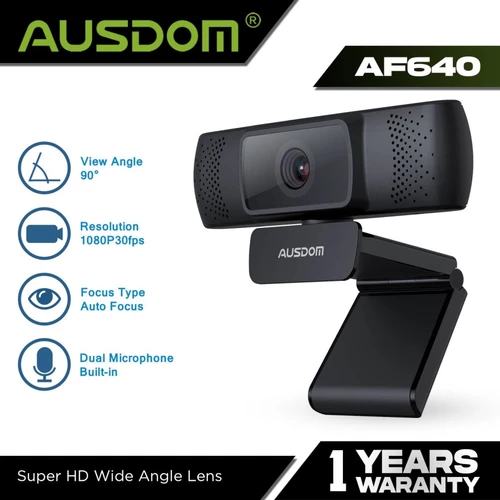 AUSDOM®
AF640
View Angle
90°
Resolution
1080P30fps
Focus Type
Auto Focus
Dual Microphone
Built-in
AUSDOM
Super HD Wide Angle Lens
1 YEARS
WARRANTY